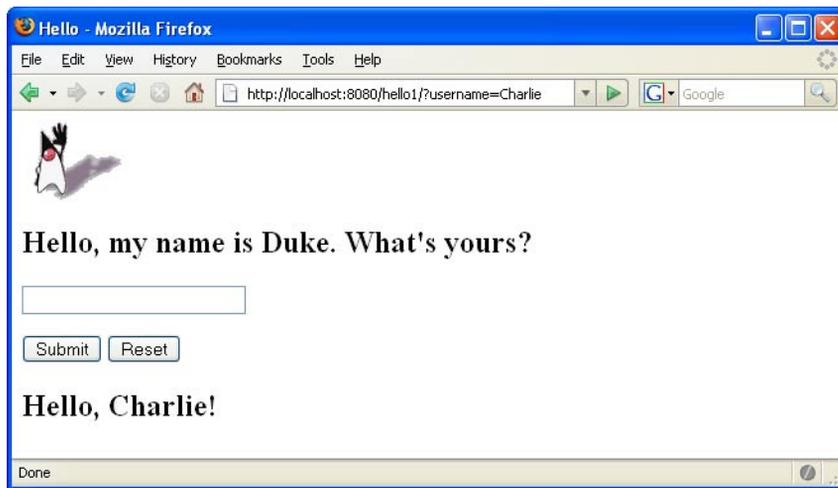 Hello - Mozilla Firefox
File Edit View History Bookmarks Tools Help
http://localhost:8080/hello1/?username=Charlie G Google
Hello, my name is Duke. What's yours?
Submit Reset
Hello, Charlie!
Done